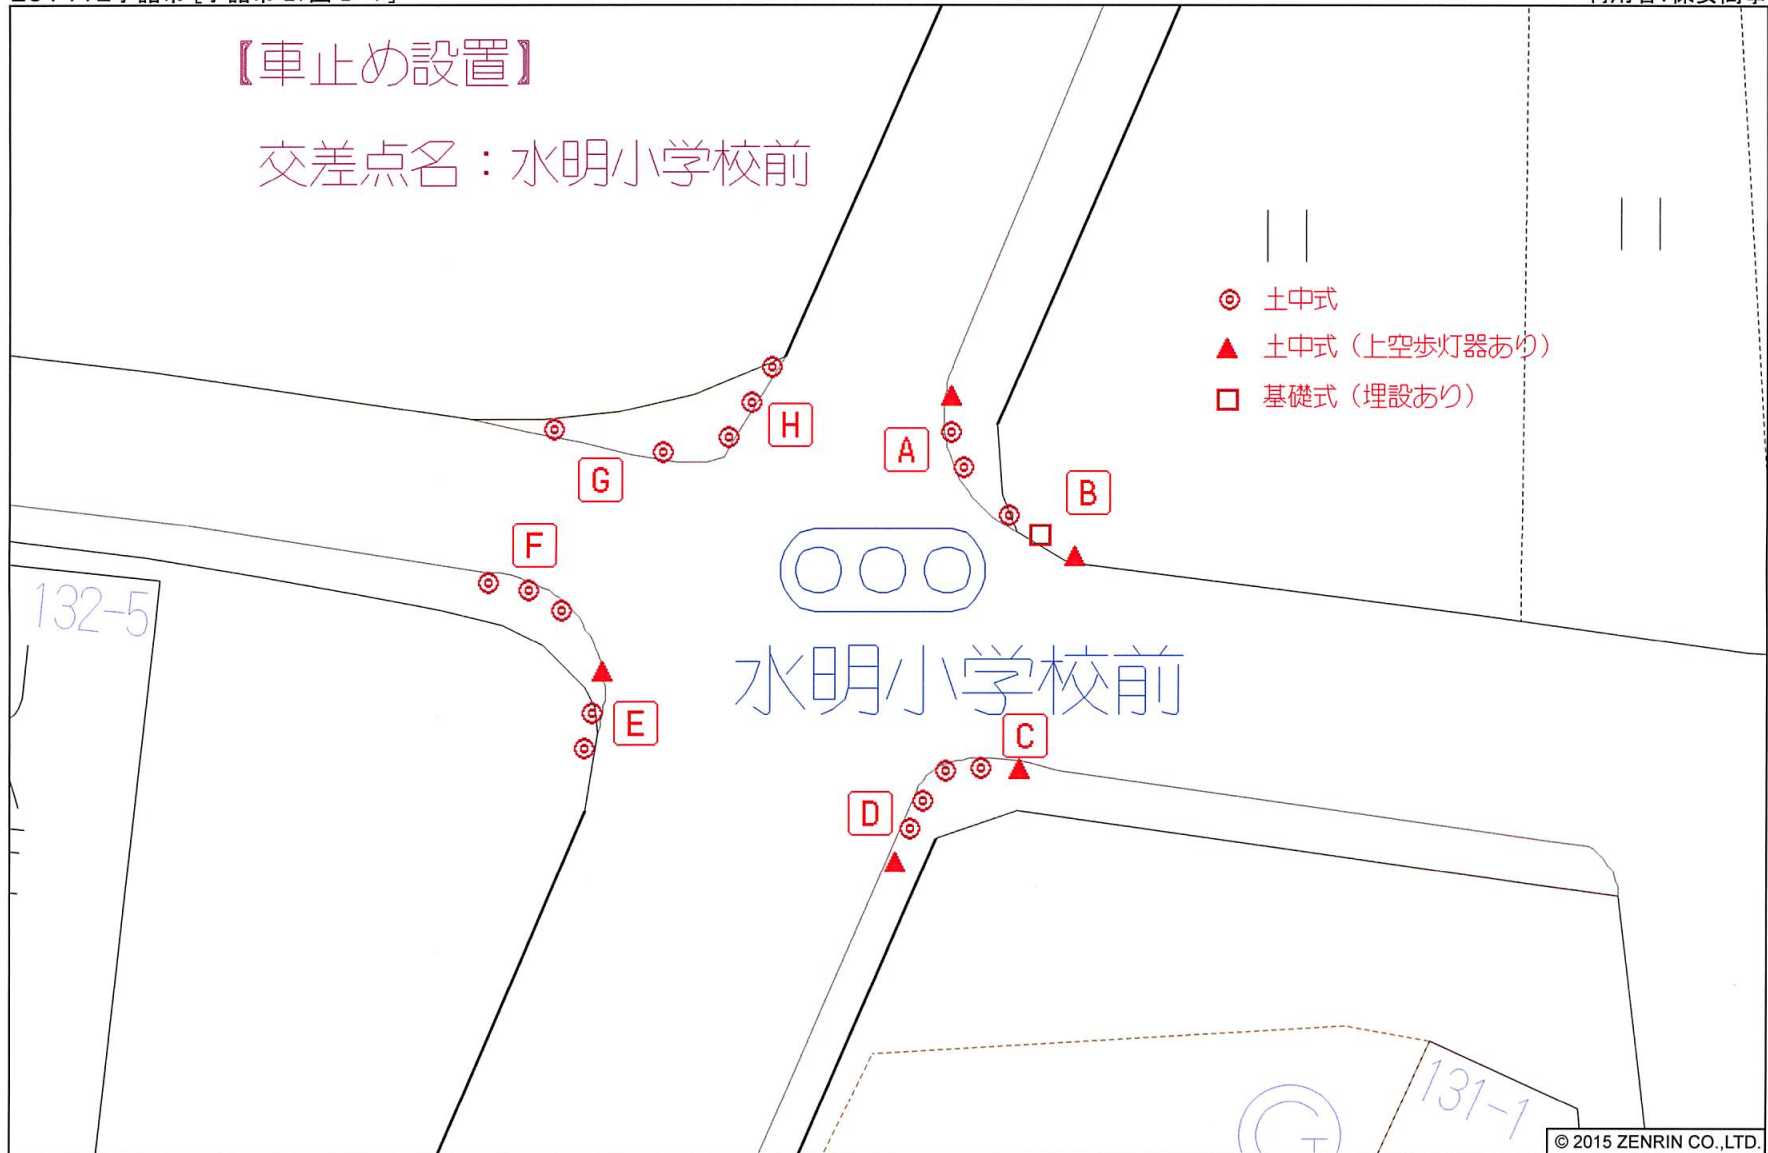 【車止め設置】
交差点名：水明小学校前
◎ 土中式
▲ 土中式（上空歩灯器あり）
□ 基礎式（埋設あり）
H
A
G
B
F
132-5
水明小学校前
E
C
D
131-1
© 2015 ZENRIN CO.,LTD.